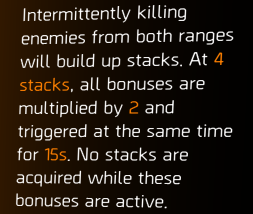 Intermittently killing
enemies from both ranges
will build up stacks. At 4
stacks, all bonuses are
multiplied by 2 and
triggered at the same time
for 15s. No stacks are
acquired while these
bonuses are active.